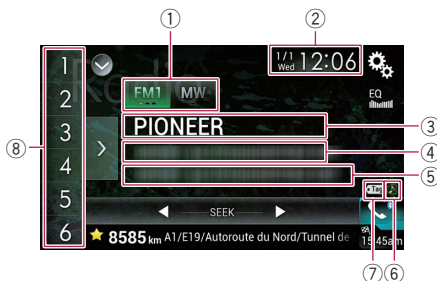 ① ②
1 1/1 Wed 12:06
2 FM1 MW EQ
3 PIONEER ③
④
⑧ 4 ⑤
5 Tag
6 SEEK
8585 km A1/E19/Autoroute du Nord/Tunnel de 15:45am
⑦ ⑥